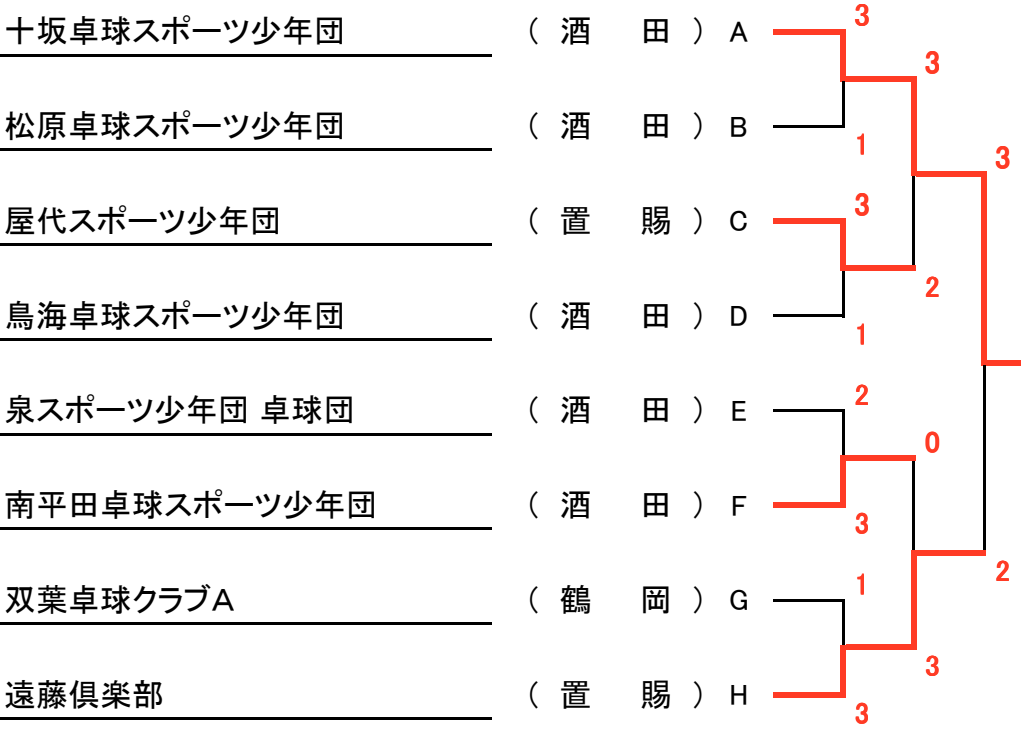 十坂卓球スポーツ少年団 （ 酒 田 ） A 3
3
松原卓球スポーツ少年団 （ 酒 田 ） B 1
3
屋代スポーツ少年団 （ 置 賜 ） C 3
2
鳥海卓球スポーツ少年団 （ 酒 田 ） D 1
泉スポーツ少年団 卓球団 （ 酒 田 ） E 2
0
南平田卓球スポーツ少年団 （ 酒 田 ） F 3
2
双葉卓球クラブA （ 鶴 岡 ） G 1
3
遠藤倶楽部 （ 置 賜 ） H 3